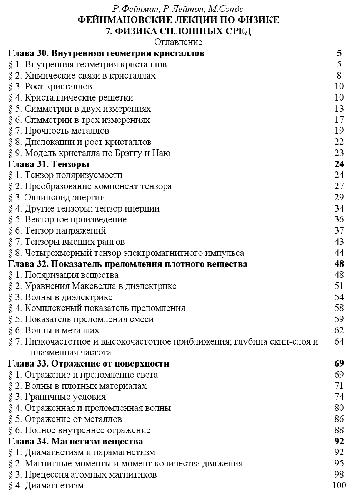 Р. Фейнман, Р. Лейтон, М. Сэндс
ФЕЙНМАНОВСКИЕ ЛЕКЦИИ ПО ФИЗИКЕ
7. ФИЗИКА СПЛОШНЫХ СРЕД
Оглавление
Глава 30. Внутренняя геометрия кристаллов 5
§ 1. Внутренняя геометрия кристаллов 5
§ 2. Химические связи в кристаллах 8
§ 3. Рост кристаллов 10
§ 4. Кристаллические решетки 10
§ 5. Симметрии в двух измерениях 13
§ 6. Симметрии в трех измерениях 17
§ 7. Прочность металлов 19
§ 8. Дислокации и рост кристаллов 22
§ 9. Модель кристалла по Брэггу и Наю 23
Глава 31. Тензоры 24
§ 1. Тензор поляризуемости 24
§ 2. Преобразование компонент тензора 27
§ 3. Эллипсоид энергии 29
§ 4. Другие тензоры; тензор инерции 34
§ 5. Векторное произведение 36
§ 6. Тензор напряжений 37
§ 7. Тензоры высших рангов 43
§ 8. Четырехмерный тензор электромагнитного импульса 44
Глава 32. Показатель преломления плотного вещества 48
§ 1. Поляризация вещества 48
§ 2. Уравнения Максвелла в диэлектрике 51
§ 3. Волны в диэлектрике 54
§ 4. Комплексный показатель преломления 58
§ 5. Показатель преломления смеси 59
§ 6. Волны в металлах 62
§ 7. Низкочастотное и высокочастотное приближения; глубина скин-слоя и 64
плазменная частота
Глава 33. Отражение от поверхности 69
§ 1. Отражение и преломление света 69
§ 2. Волны в плотных материалах 71
§ 3. Граничные условия 74
§ 4. Отраженная и преломленная волны 80
§ 5. Отражение от металлов 86
§ 6. Полное внутреннее отражение 88
Глава 34. Магнетизм вещества 92
§ 1. Диамагнетизм и парамагнетизм 92
§ 2. Магнитные моменты и момент количества движения 95
§ 3. Прецессия атомных магнитиков 98
§ 4. Диамагнетизм 100